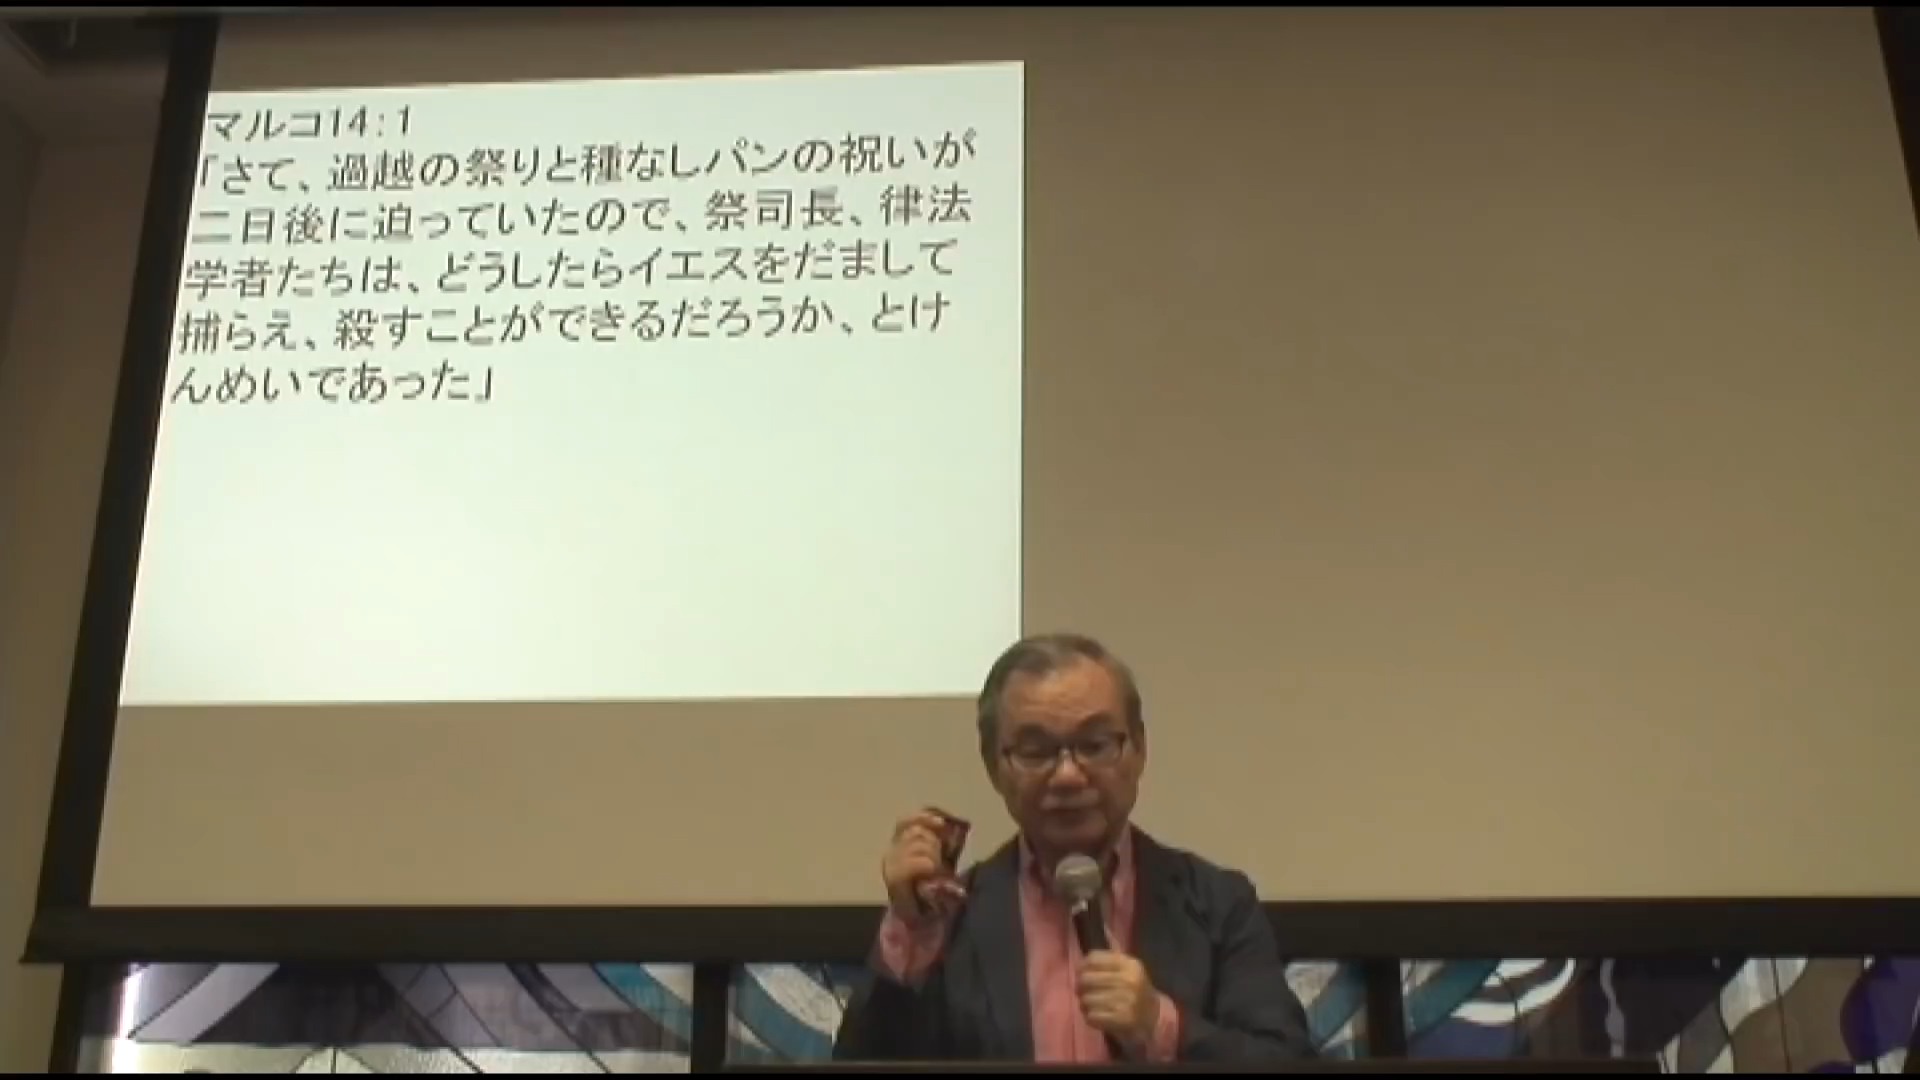 マルコ14:1
「さて、過越の祭りと種なしパンの祝いが
二日後に迫っていたので、祭司長、律法
学者たちは、どうしたらイエスをだまして
捕らえ、殺すことができるだろうか、とけ
んめいであった」